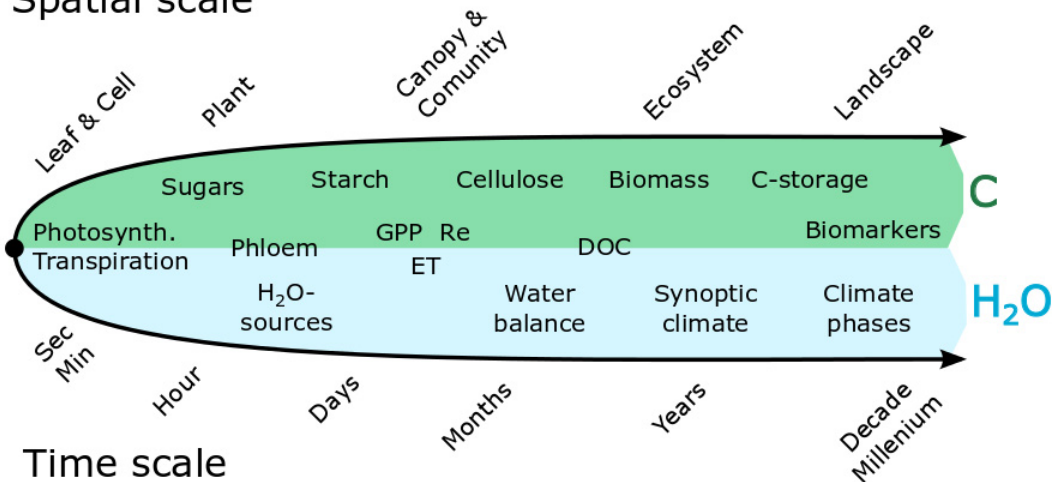 Spatial scale
Leaf & Cell
Plant
Canopy &
Comunity
Ecosystem
Landscape
Sugars
Starch
Cellulose
Biomass
C-storage
C
Photosynth.
GPP Re
Biomarkers
Transpiration
Phloem
ET
DOC
H₂O-
sources
Water
balance
Synoptic
climate
Climate
phases
H₂O
Sec
Min
Hour
Days
Months
Years
Decade
Millenium
Time scale